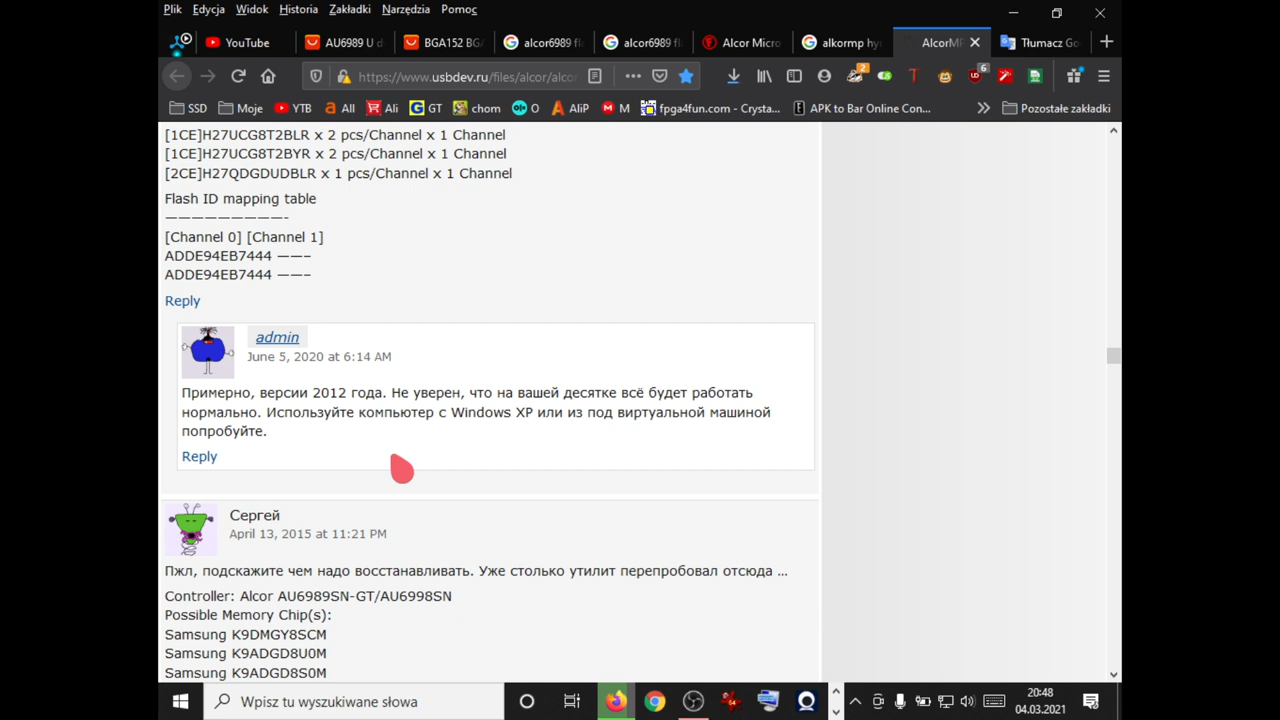 Plik Edycja Widok Historia Zakładki Narzędzia Pomoc
YouTube AU6989 U d BGA152 BG alcor6989 fl alcor6989 fl Alcor Micro alkormp hy AlcorMP Tłumacz Go
https://www.usbdev.ru/files/alcor/alcor 2 6
SSD Moje YTB All Ali GT chom O AliP M fpga4fun.com - Crysta... APK to Bar Online Con... Pozostałe zakładki
[1CE]H27UCG8T2BLR x 2 pcs/Channel x 1 Channel
[1CE]H27UCG8T2BYR x 2 pcs/Channel x 1 Channel
[2CE]H27QDGDUDBLR x 1 pcs/Channel x 1 Channel
Flash ID mapping table
—————————-
[Channel 0] [Channel 1]
ADDE94EB7444 ——–
ADDE94EB7444 ——–
Reply
admin
June 5, 2020 at 6:14 AM
Примерно, версии 2012 года. Не уверен, что на вашей десятке всё будет работать
нормально. Используйте компьютер с Windows XP или из под виртуальной машиной
попробуйте.
Reply
Сергей
April 13, 2015 at 11:21 PM
Пжл, подскажите чем надо восстанавливать. Уже столько утилит перепробовал отсюда ...
Controller: Alcor AU6989SN-GT/AU6998SN
Possible Memory Chip(s):
Samsung K9DMGY8SCM
Samsung K9ADGD8U0M
Samsung K9ADGD8S0M
Wpisz tu wyszukiwane słowa
64
20:48
04.03.2021